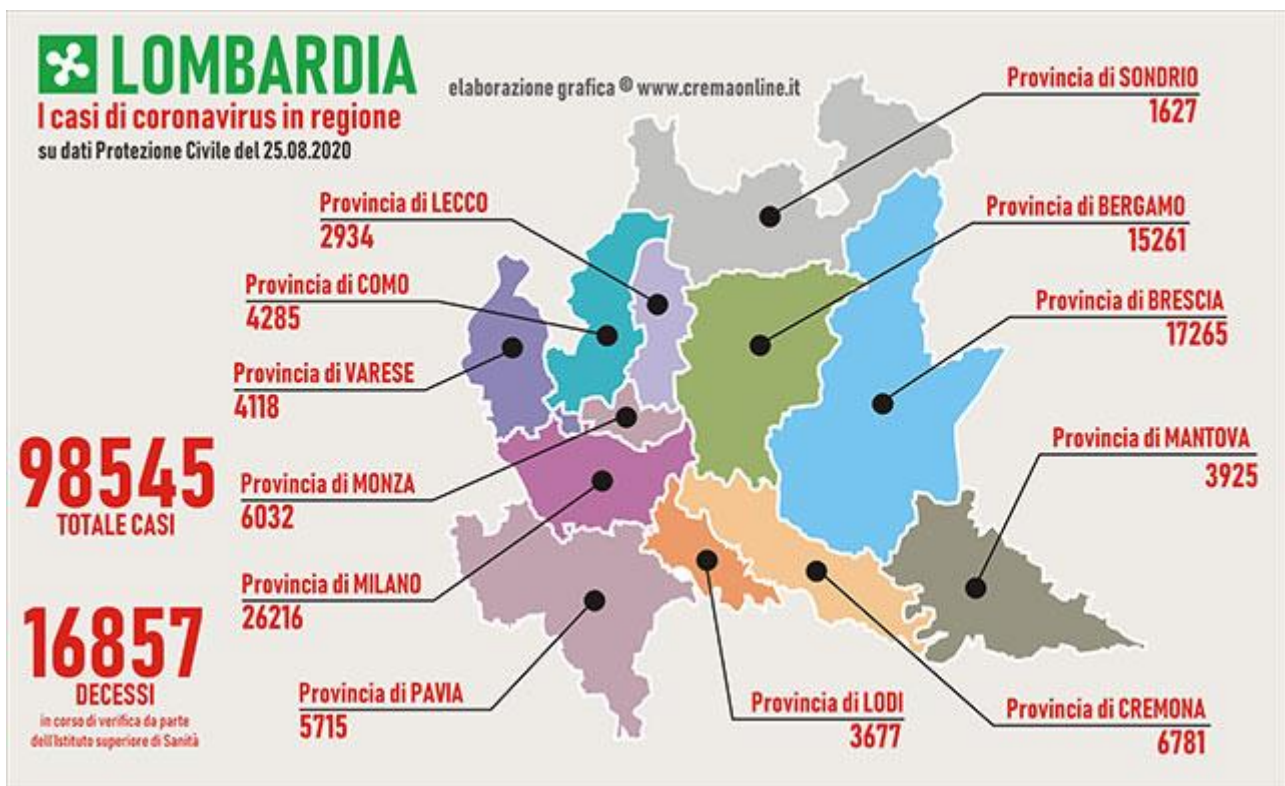 LOMBARDIA
I casi di coronavirus in regione
su dati Protezione Civile del 25.08.2020
elaborazione grafica © www.cremaonline.it
Provincia di SONDRIO
1627
Provincia di LECCO
2934
Provincia di BERGAMO
15261
Provincia di COMO
4285
Provincia di BRESCIA
17265
Provincia di VARESE
4118
Provincia di MANTOVA
3925
98545
TOTALE CASI
Provincia di MONZA
6032
Provincia di MILANO
26216
16857
DECESSI
in corso di verifica da parte
dell'Istituto superiore di Sanità
Provincia di PAVIA
5715
Provincia di LODI
3677
Provincia di CREMONA
6781